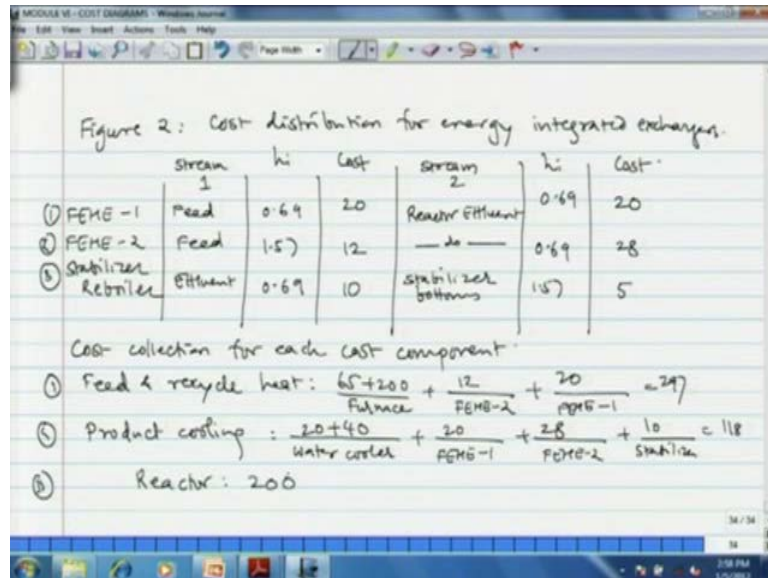 MODULE VI - COST DIAGRAMS - Windows Journal
File Edit View Insert Actions Tools Help
Page Width
Figure 2: Cost distribution for energy integrated exchangers.
Stream 1 hi Cost Stream 2 hi Cost
① FEHE-1 Feed 0.69 20 Reactor Effluent 0.69 20
② FEHE-2 Feed 1.57 12 — do — 0.69 28
③ Stabilizer Reboiler Effluent 0.69 10 Stabilizer bottoms 1.57 5
Cost collection for each cost component.
① Feed & recycle heat: 65+200 + 12 + 20 = 297
Furnace FEHE-2 FEHE-1
Product cooling : 20+40 + 20 + 28 + 10 = 118
Water cooler FEHE-1 FEHE-2
③ Reactor: 200
34 / 34
34
2:58 PM
1/5/2012